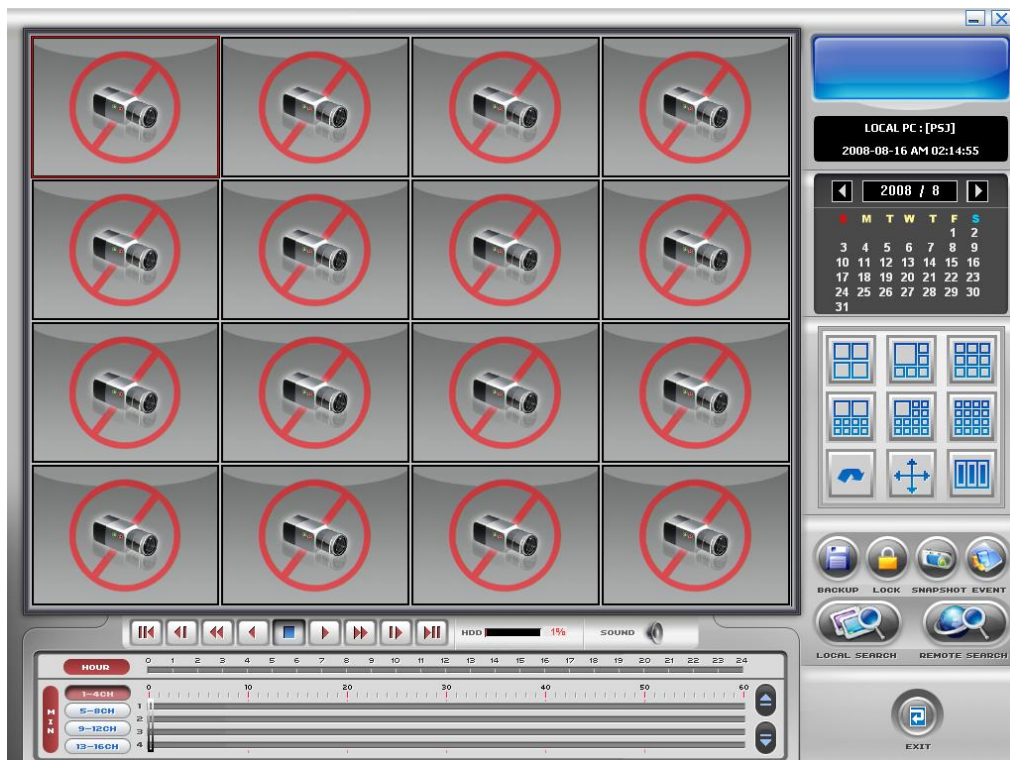 LOCAL PC : [PSJ]
2008-08-16 AM 02:14:55
2008 / 8
S M T W T F S
1 2
3 4 5 6 7 8 9
10 11 12 13 14 15 16
17 18 19 20 21 22 23
24 25 26 27 28 29 30
31
BACKUP LOCK SNAPSHOT EVENT
LOCAL SEARCH REMOTE SEARCH
HDD 1% SOUND
HOUR 0 1 2 3 4 5 6 7 8 9 10 11 12 13 14 15 16 17 18 19 20 21 22 23 24
MIN
0 10 20 30 40 50 60
1-4CH 1
5-8CH 2
9-12CH 3
13-16CH 4
EXIT